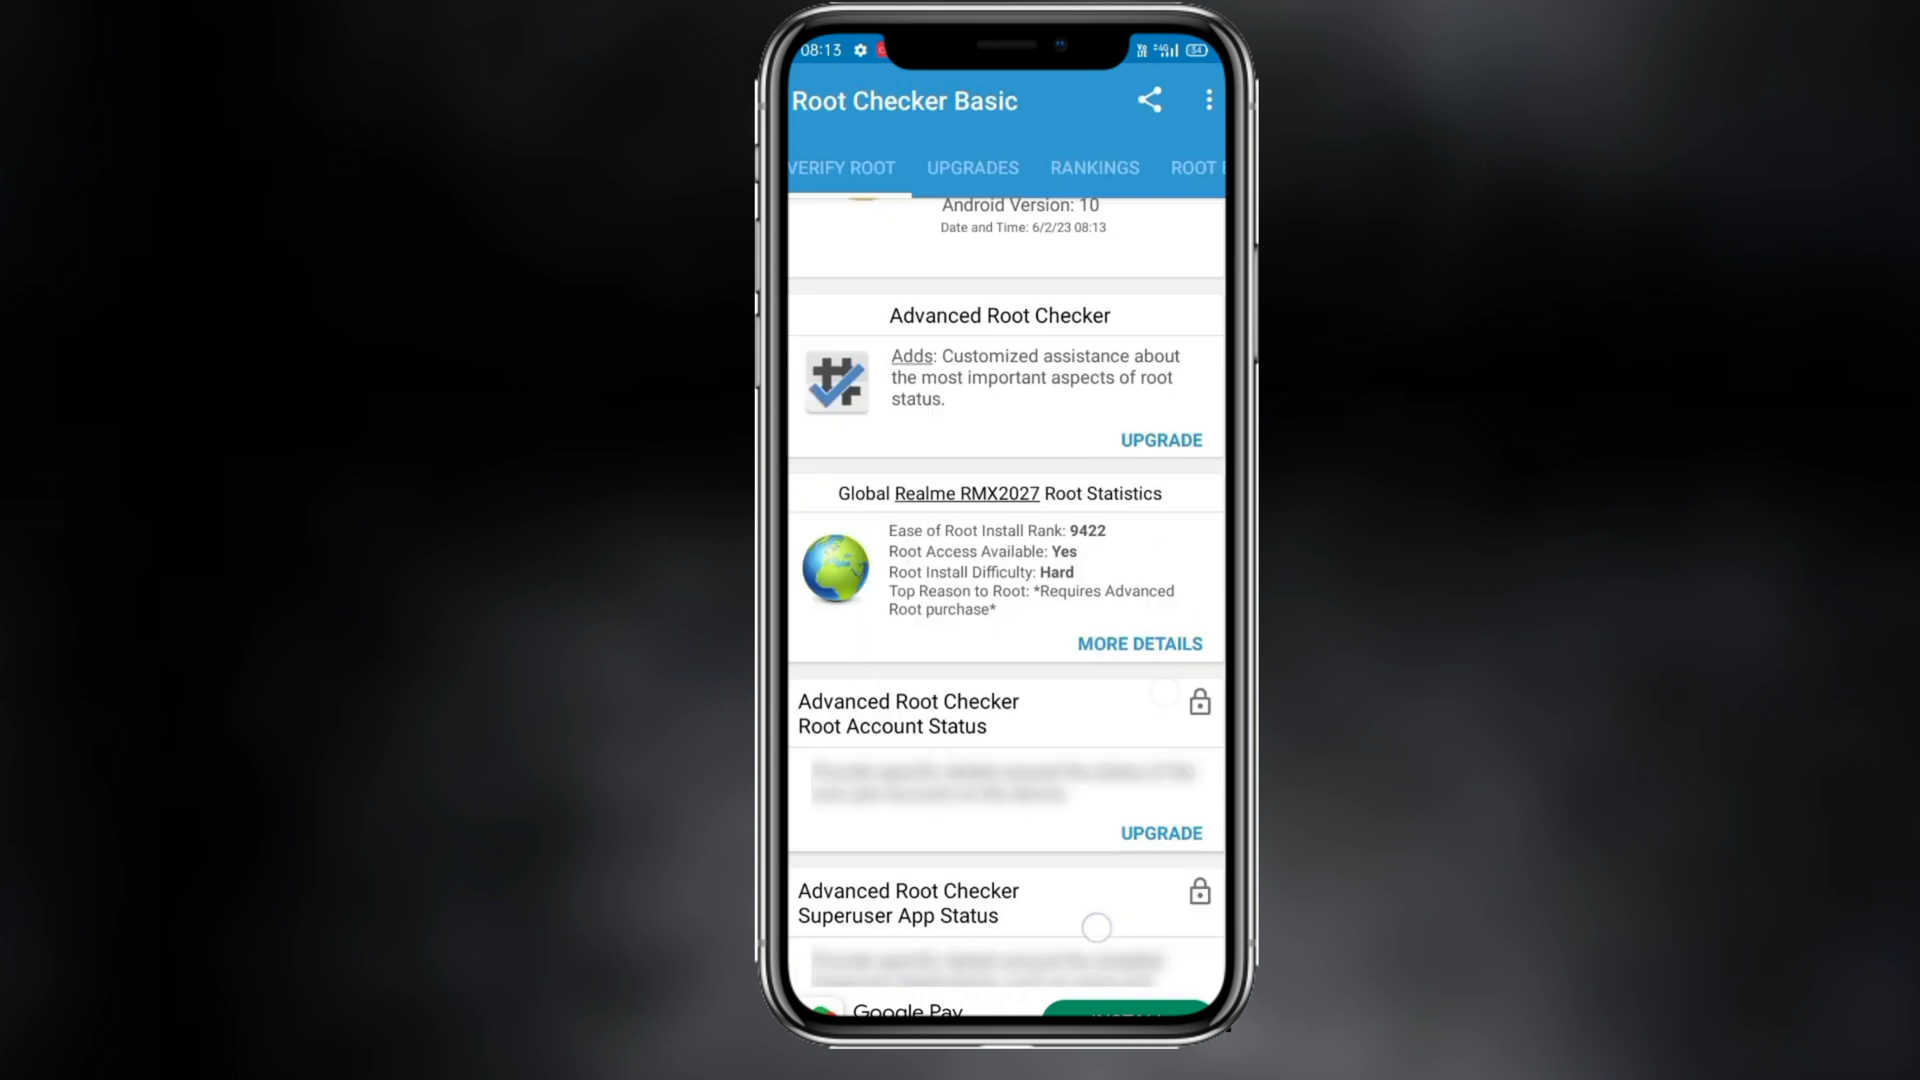 08:13
Vo LTE 4G 34
Root Checker Basic
VERIFY ROOT UPGRADES RANKINGS ROOT
Android Version: 10
Date and Time: 6/2/23 08:13
Advanced Root Checker
Adds: Customized assistance about
the most important aspects of root
status.
UPGRADE
Global Realme RMX2027 Root Statistics
Ease of Root Install Rank: 9422
Root Access Available: Yes
Root Install Difficulty: Hard
Top Reason to Root: *Requires Advanced
Root purchase*
MORE DETAILS
Advanced Root Checker
Root Account Status
UPGRADE
Advanced Root Checker
Superuser App Status
Google Pay